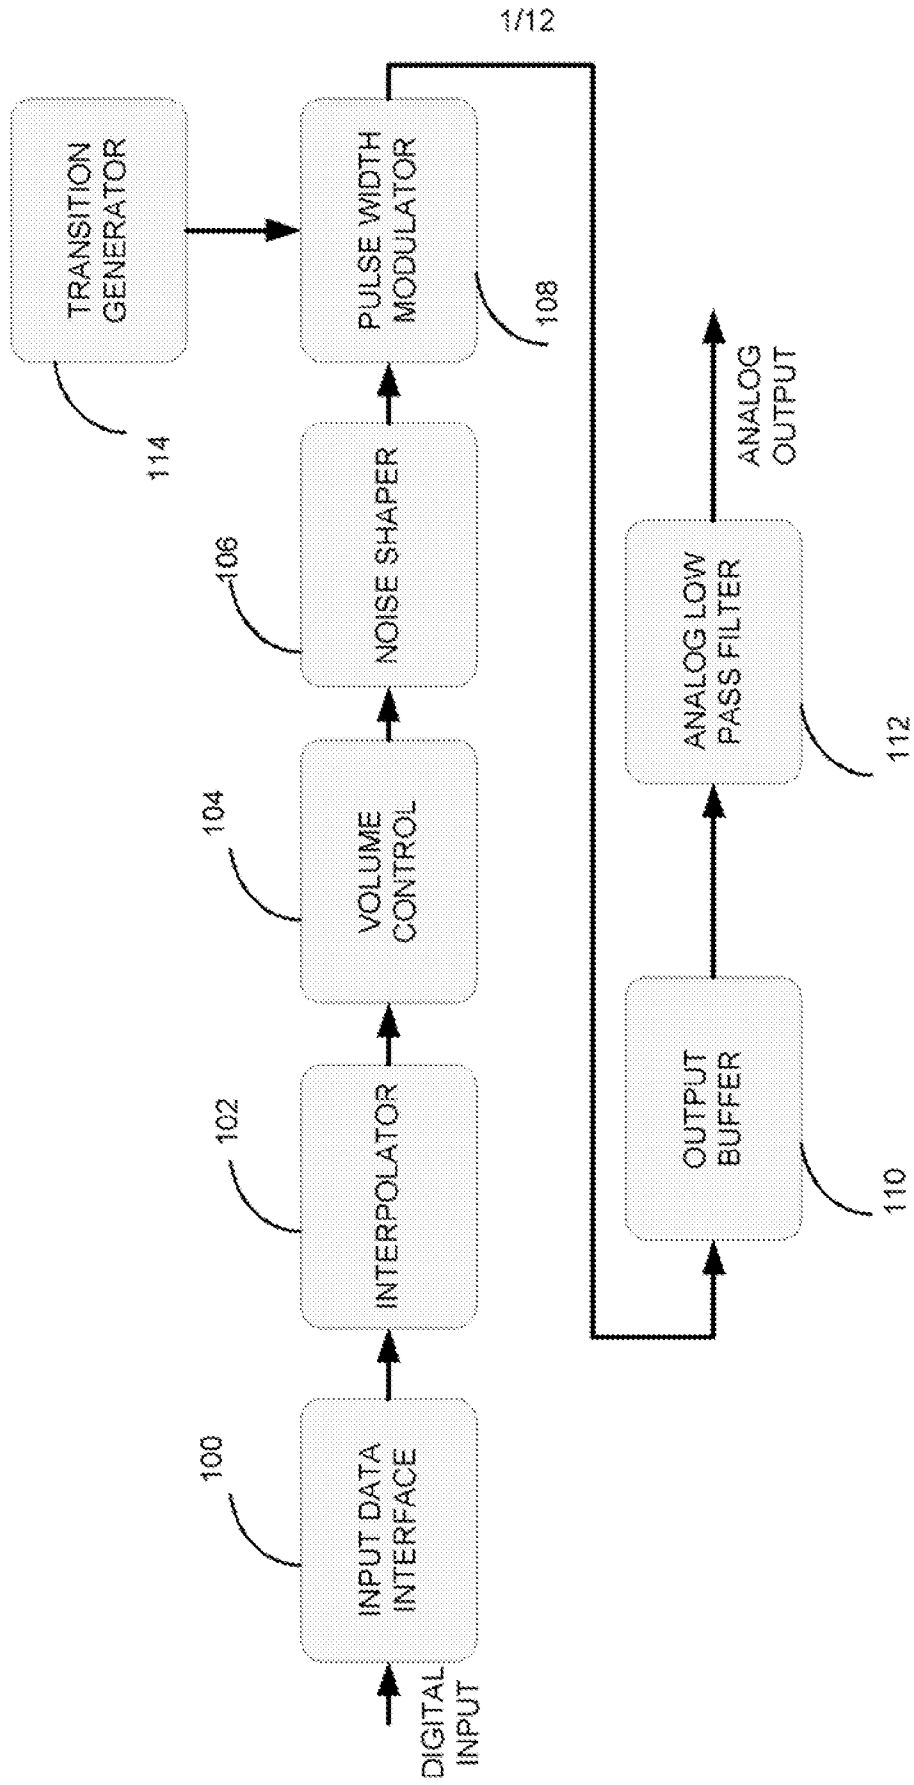 1/12
TRANSITION
GENERATOR
114
DIGITAL
INPUT
INPUT DATA
INTERFACE
100
INTERPOLATOR
102
VOLUME
CONTROL
104
NOISE SHAPER
106
PULSE WIDTH
MODULATOR
108
OUTPUT
BUFFER
110
ANALOG LOW
PASS FILTER
112
ANALOG
OUTPUT